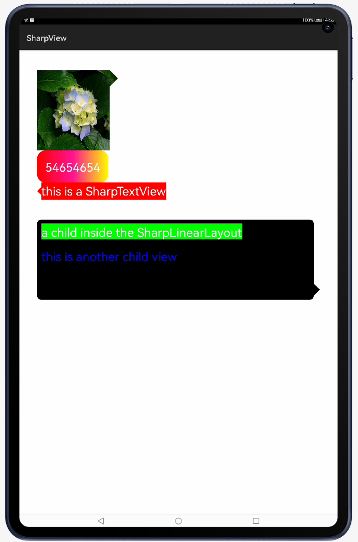 SharpView
54654654
this is a SharpTextView
a child inside the SharpLinearLayout
this is another child view